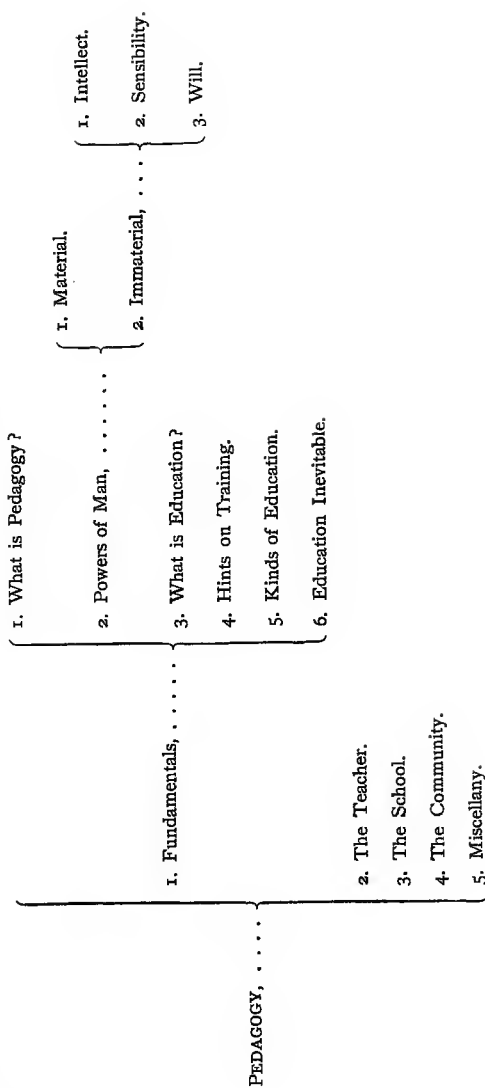 PEDAGOGY, . . . . .
1. Fundamentals, . . . . . .
1. What is Pedagogy?
2. Powers of Man, . . . . . .
1. Material.
2. Immaterial, . . .
1. Intellect.
2. Sensibility.
3. Will.
3. What is Education?
4. Hints on Training.
5. Kinds of Education.
6. Education Inevitable.
2. The Teacher.
3. The School.
4. The Community.
5. Miscellany.